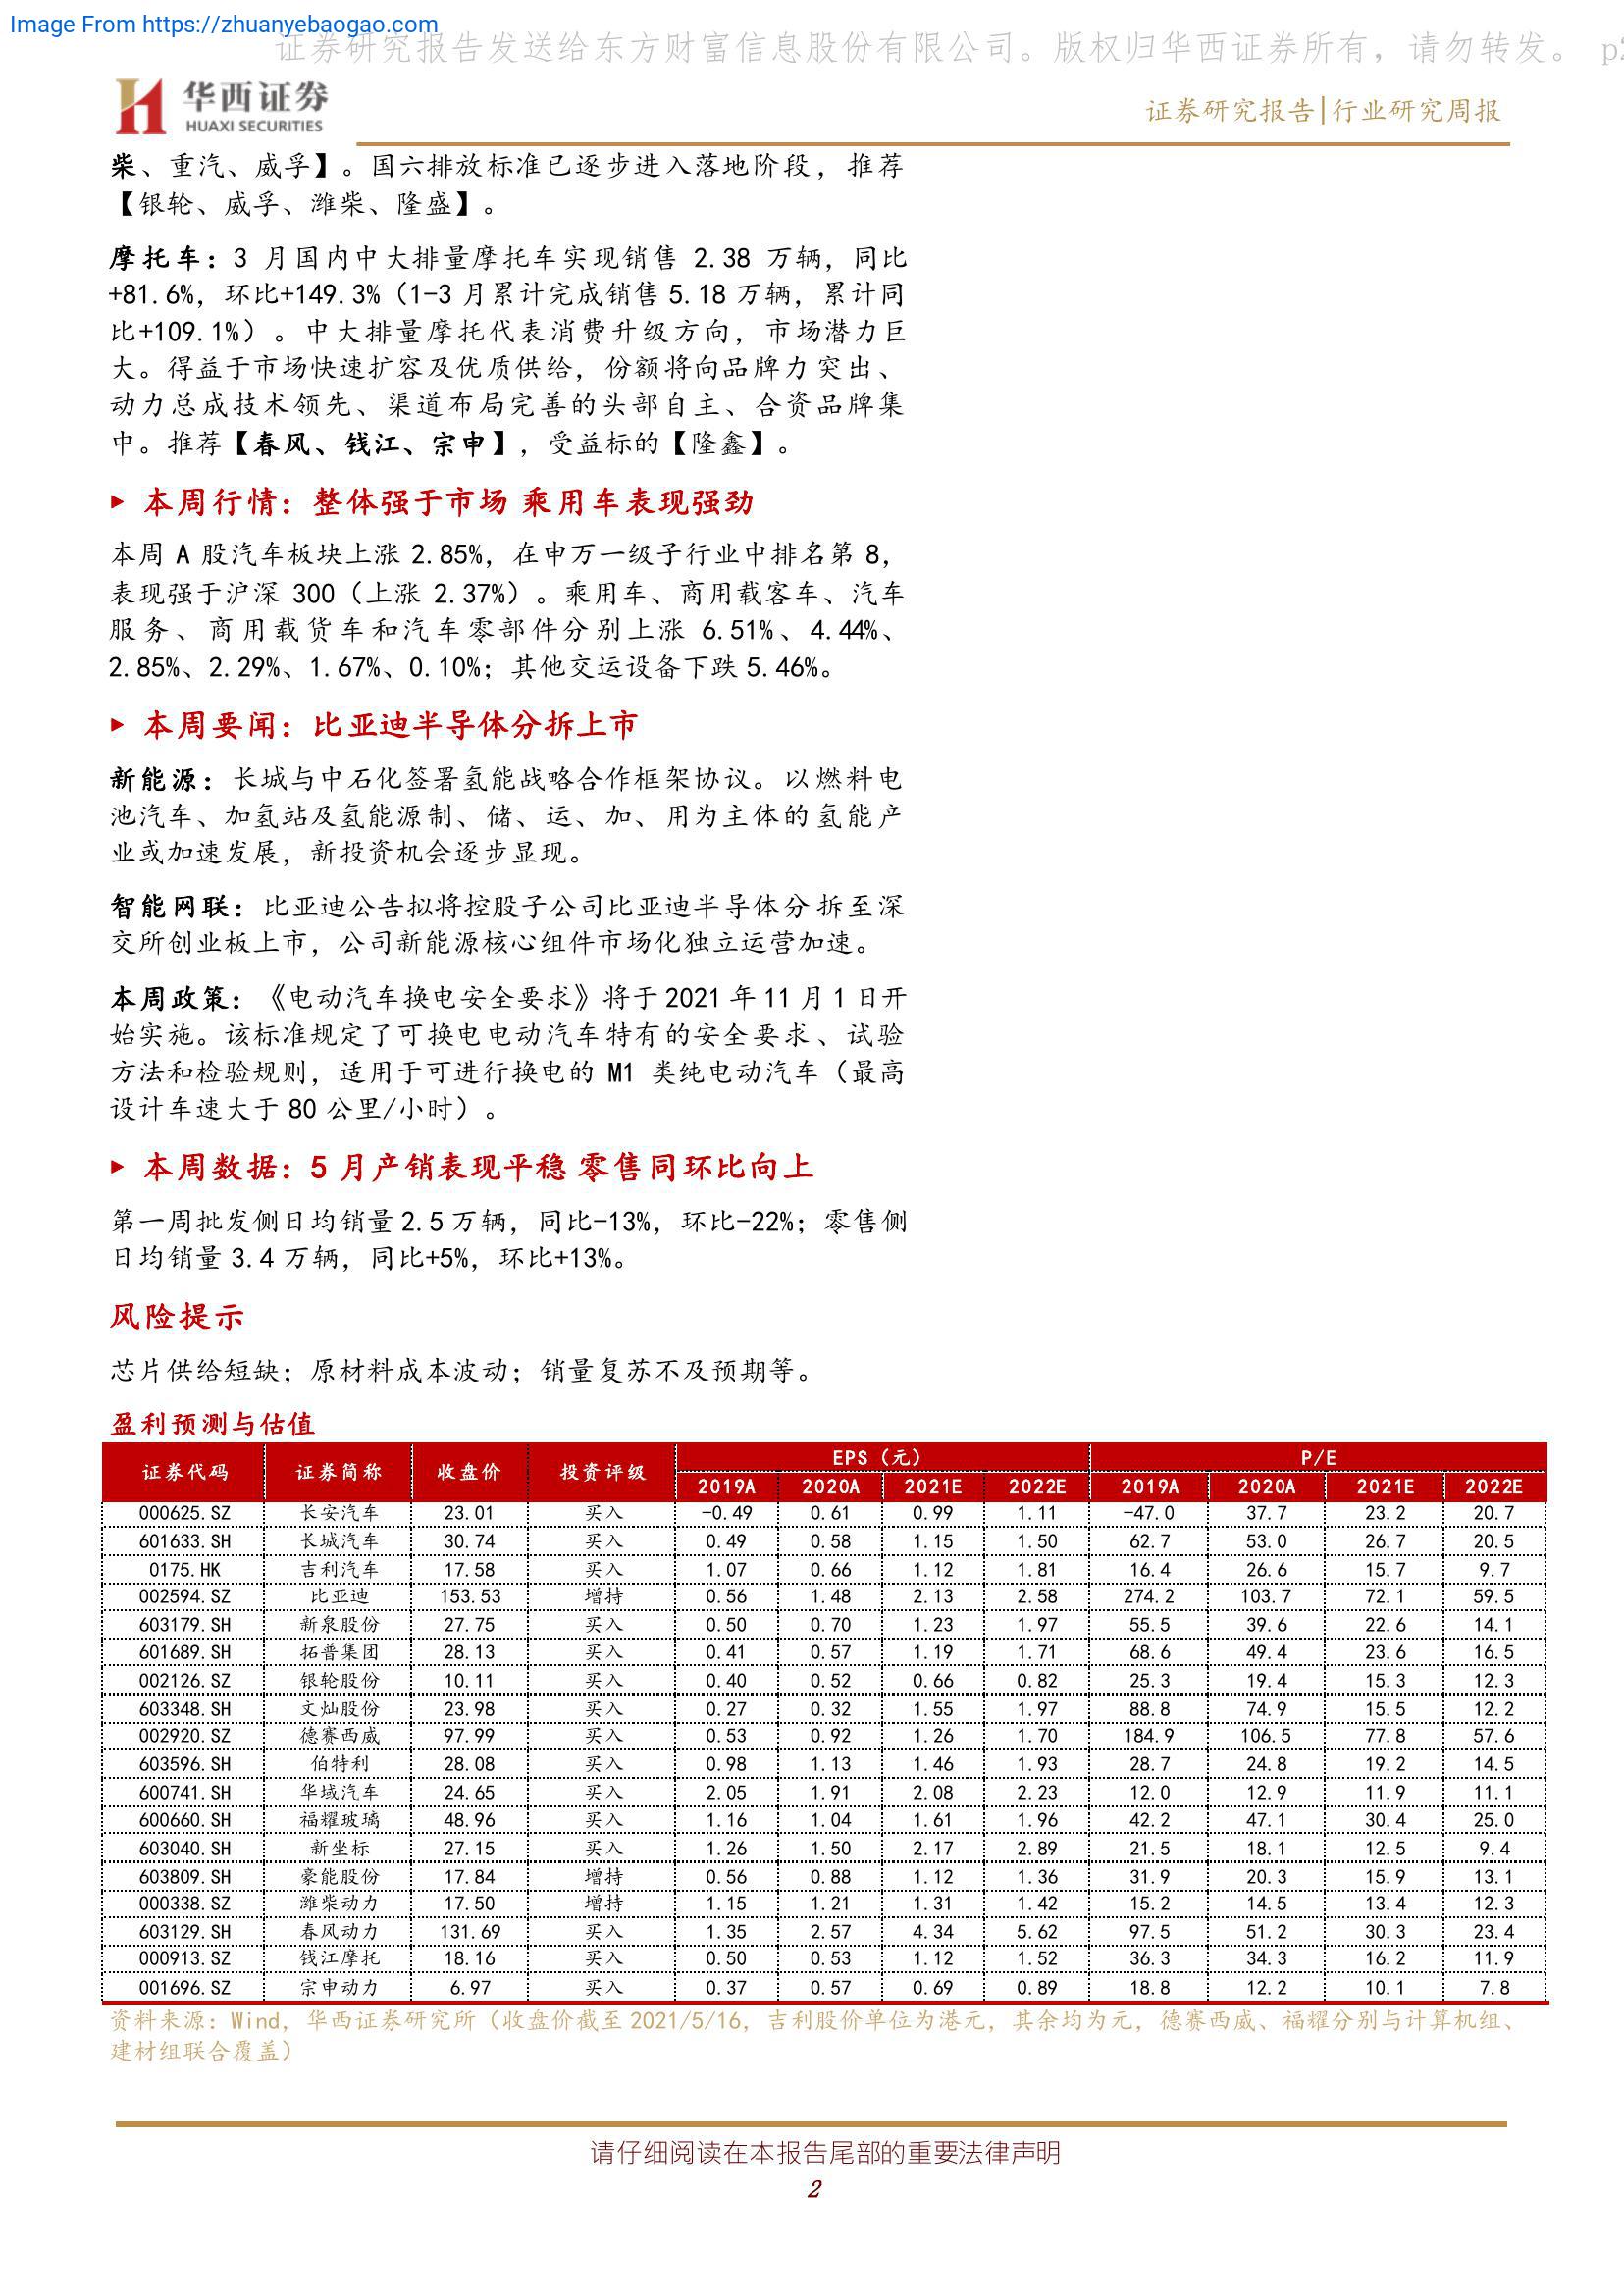 Image From https://zhuanyebaogao.com
证券研究报告发送给东方财富信息股份有限公司。版权归华西证券所有，请勿转发。 p2
华西证券
HUAXI SECURITIES
证券研究报告|行业研究周报
柴、重汽、威孚】。国六排放标准已逐步进入落地阶段，推荐
【银轮、威孚、潍柴、隆盛】。
摩托车：3 月国内中大排量摩托车实现销售 2.38 万辆，同比
+81.6%，环比+149.3%（1-3 月累计完成销售 5.18 万辆，累计同
比+109.1%）。中大排量摩托代表消费升级方向，市场潜力巨
大。得益于市场快速扩容及优质供给，份额将向品牌力突出、
动力总成技术领先、渠道布局完善的头部自主、合资品牌集
中。推荐【春风、钱江、宗申】，受益标的【隆鑫】。
▸ 本周行情：整体强于市场 乘用车表现强劲
本周 A 股汽车板块上涨 2.85%，在申万一级子行业中排名第 8，
表现强于沪深 300（上涨 2.37%）。乘用车、商用载客车、汽车
服务、商用载货车和汽车零部件分别上涨 6.51%、4.44%、
2.85%、2.29%、1.67%、0.10%；其他交运设备下跌 5.46%。
▸ 本周要闻：比亚迪半导体分拆上市
新能源：长城与中石化签署氢能战略合作框架协议。以燃料电
池汽车、加氢站及氢能源制、储、运、加、用为主体的氢能产
业或加速发展，新投资机会逐步显现。
智能网联：比亚迪公告拟将控股子公司比亚迪半导体分拆至深
交所创业板上市，公司新能源核心组件市场化独立运营加速。
本周政策：《电动汽车换电安全要求》将于 2021 年 11 月 1 日开
始实施。该标准规定了可换电电动汽车特有的安全要求、试验
方法和检验规则，适用于可进行换电的 M1 类纯电动汽车（最高
设计车速大于 80 公里/小时）。
▸ 本周数据：5 月产销表现平稳 零售同环比向上
第一周批发侧日均销量 2.5 万辆，同比-13%，环比-22%；零售侧
日均销量 3.4 万辆，同比+5%，环比+13%。
风险提示
芯片供给短缺；原材料成本波动；销量复苏不及预期等。
盈利预测与估值
证券代码 证券简称 收盘价 投资评级 EPS（元） P/E
2019A 2020A 2021E 2022E 2019A 2020A 2021E 2022E
000625.SZ 长安汽车 23.01 买入 -0.49 0.61 0.99 1.11 -47.0 37.7 23.2 20.7
601633.SH 长城汽车 30.74 买入 0.49 0.58 1.15 1.50 62.7 53.0 26.7 20.5
0175.HK 吉利汽车 17.58 买入 1.07 0.66 1.12 1.81 16.4 26.6 15.7 9.7
002594.SZ 比亚迪 153.53 增持 0.56 1.48 2.13 2.58 274.2 103.7 72.1 59.5
603179.SH 新泉股份 27.75 买入 0.50 0.70 1.23 1.97 55.5 39.6 22.6 14.1
601689.SH 拓普集团 28.13 买入 0.41 0.57 1.19 1.71 68.6 49.4 23.6 16.5
002126.SZ 银轮股份 10.11 买入 0.40 0.52 0.66 0.82 25.3 19.4 15.3 12.3
603348.SH 文灿股份 23.98 买入 0.27 0.32 1.55 1.97 88.8 74.9 15.5 12.2
002920.SZ 德赛西威 97.99 买入 0.53 0.92 1.26 1.70 184.9 106.5 77.8 57.6
603596.SH 伯特利 28.08 买入 0.98 1.13 1.46 1.93 28.7 24.8 19.2 14.5
600741.SH 华域汽车 24.65 买入 2.05 1.91 2.08 2.23 12.0 12.9 11.9 11.1
600660.SH 福耀玻璃 48.96 买入 1.16 1.04 1.61 1.96 42.2 47.1 30.4 25.0
603040.SH 新坐标 27.15 买入 1.26 1.50 2.17 2.89 21.5 18.1 12.5 9.4
603809.SH 豪能股份 17.84 增持 0.56 0.88 1.12 1.36 31.9 20.3 15.9 13.1
000338.SZ 潍柴动力 17.50 增持 1.15 1.21 1.31 1.42 15.2 14.5 13.4 12.3
603129.SH 春风动力 131.69 买入 1.35 2.57 4.34 5.62 97.5 51.2 30.3 23.4
000913.SZ 钱江摩托 18.16 买入 0.50 0.53 1.12 1.52 36.3 34.3 16.2 11.9
001696.SZ 宗申动力 6.97 买入 0.37 0.57 0.69 0.89 18.8 12.2 10.1 7.8
资料来源：Wind，华西证券研究所（收盘价截至 2021/5/16，吉利股价单位为港元，其余均为元，德赛西威、福耀分别与计算机组、
建材组联合覆盖）
请仔细阅读在本报告尾部的重要法律声明
2